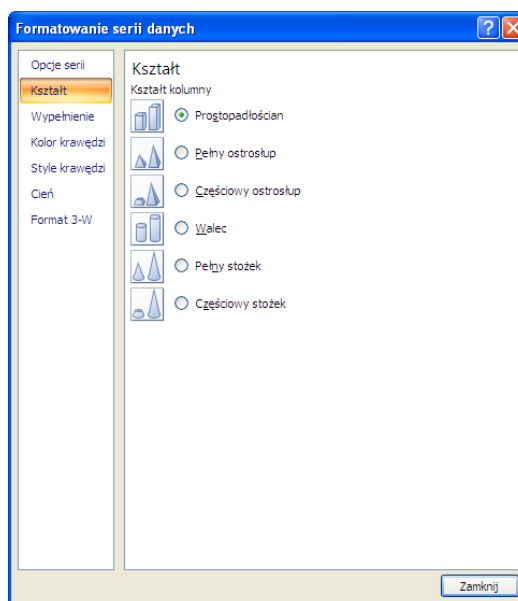 Formatowanie serii danych
Opcje serii
Kształt
Wypełnienie
Kolor krawędzi
Style krawędzi
Cień
Format 3-W
Kształt
Kształt kolumny
Prostopadłościan
Pełny ostrosłup
Częściowy ostrosłup
Walec
Pełny stożek
Częściowy stożek
Zamknij